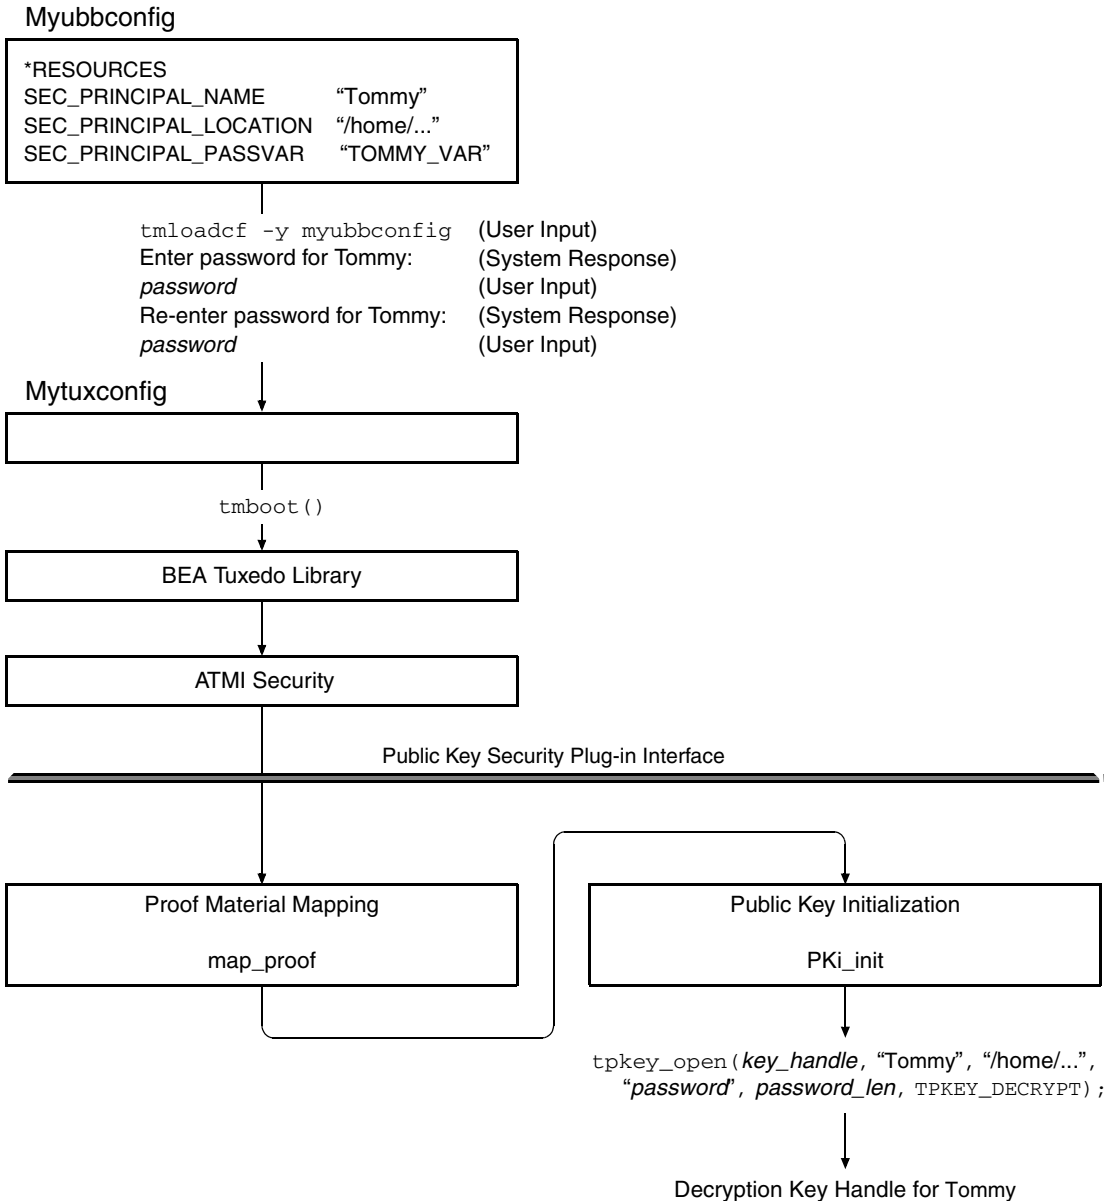 Myubbconfig
*RESOURCES
SEC_PRINCIPAL_NAME “Tommy”
SEC_PRINCIPAL_LOCATION “/home/...”
SEC_PRINCIPAL_PASSVAR “TOMMY_VAR”
tmloadcf -y myubbconfig (User Input)
Enter password for Tommy: (System Response)
password (User Input)
Re-enter password for Tommy: (System Response)
password (User Input)
Mytuxconfig
tmboot()
BEA Tuxedo Library
ATMI Security
Public Key Security Plug-in Interface
Proof Material Mapping
map_proof
Public Key Initialization
PKi_init
tpkey_open(key_handle, “Tommy”, “/home/...”,
“password”, password_len, TPKEY_DECRYPT);
Decryption Key Handle for Tommy